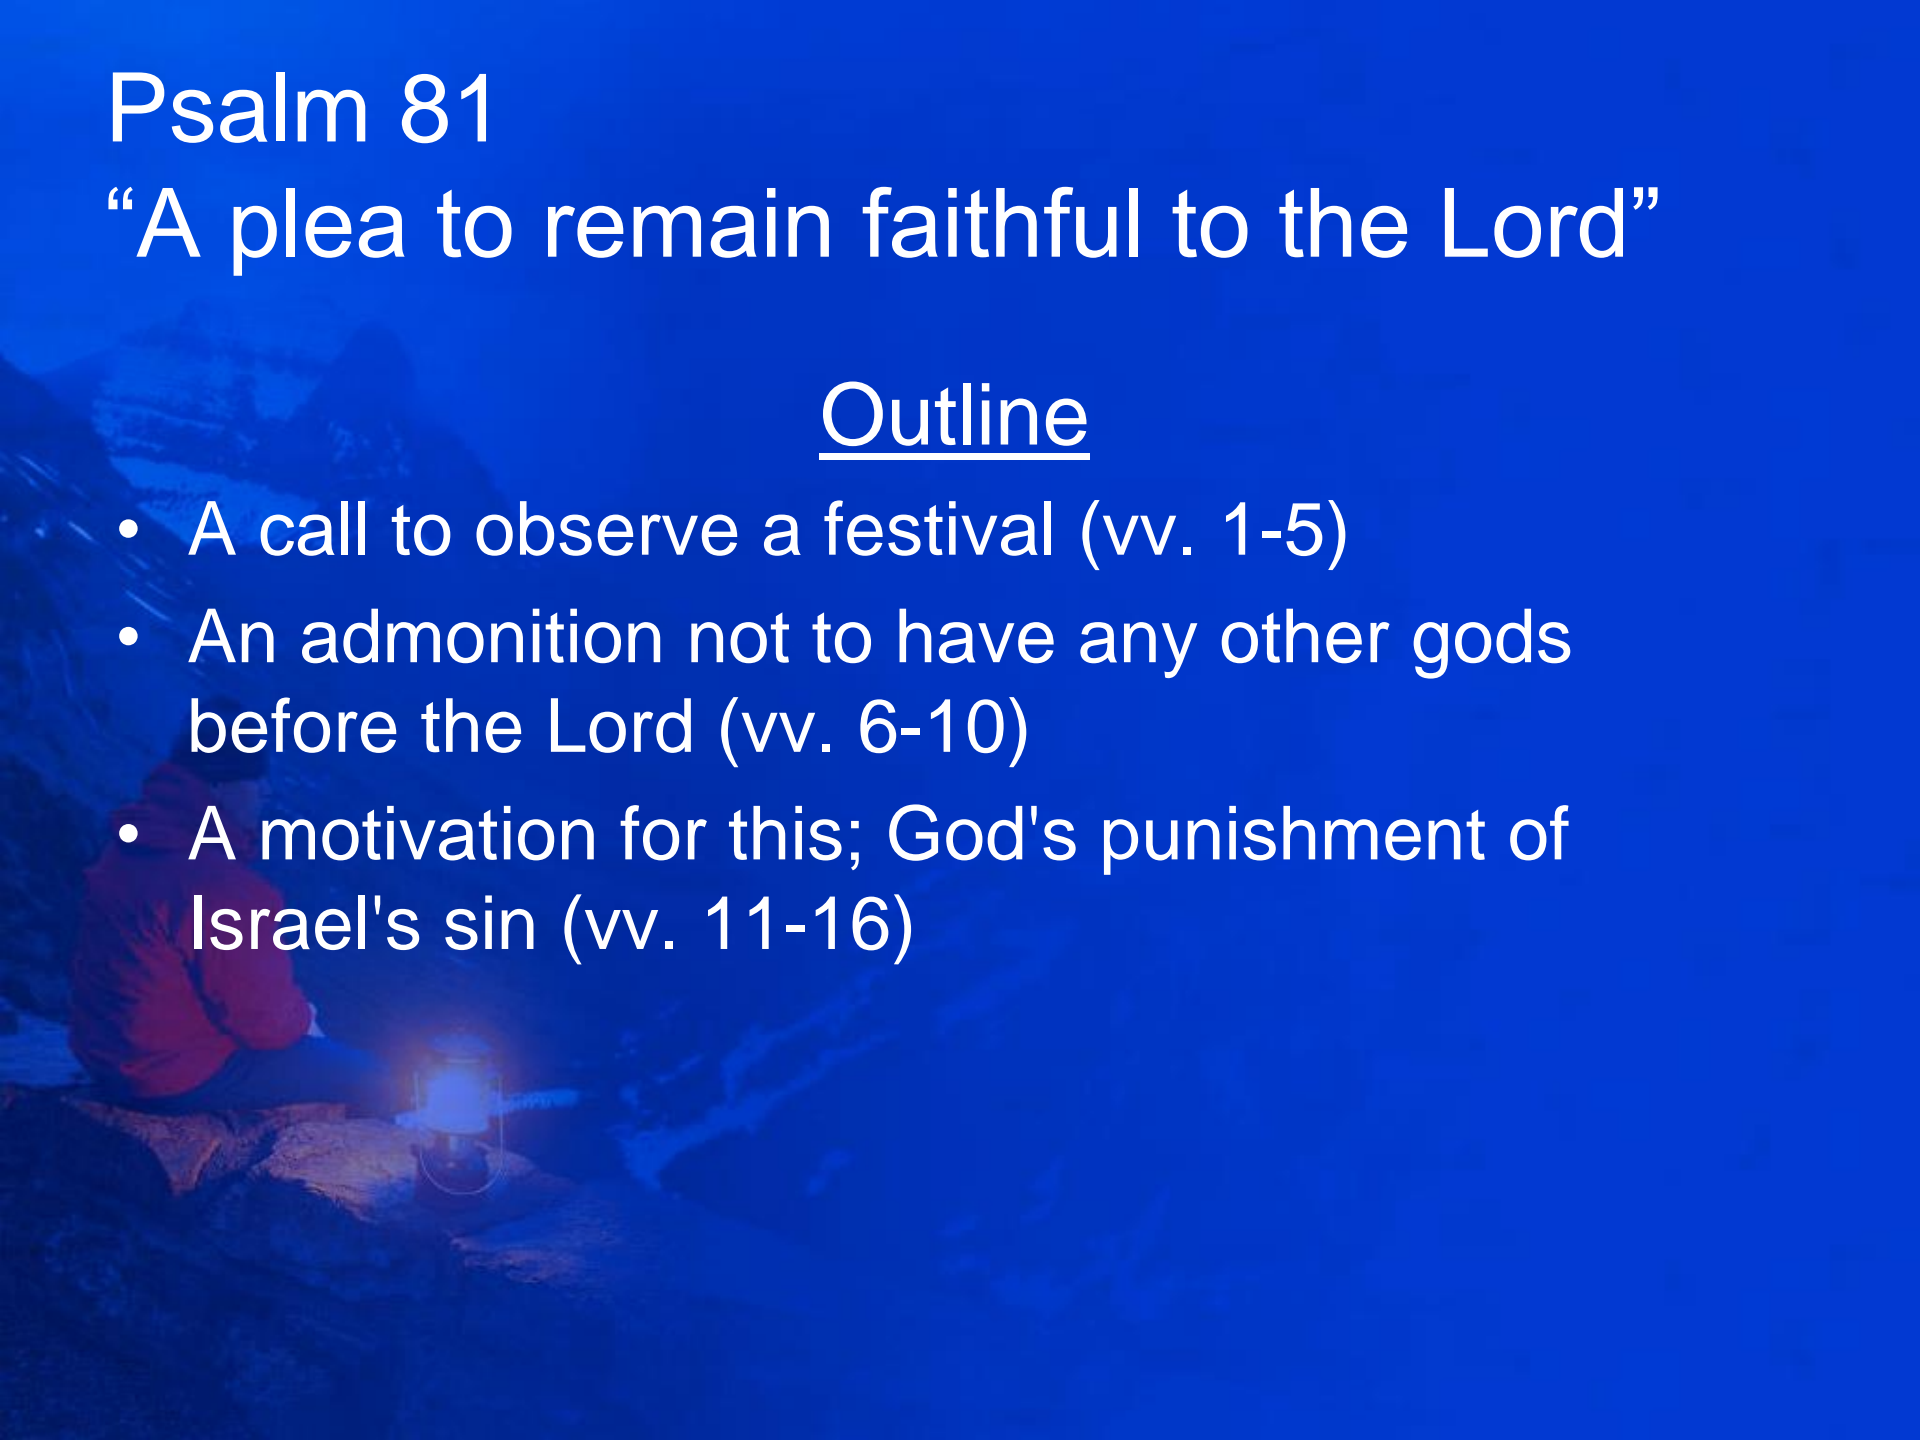 Psalm 81
“A plea to remain faithful to the Lord”
Outline
• A call to observe a festival (vv. 1-5)
• An admonition not to have any other gods
before the Lord (vv. 6-10)
• A motivation for this; God's punishment of
Israel's sin (vv. 11-16)